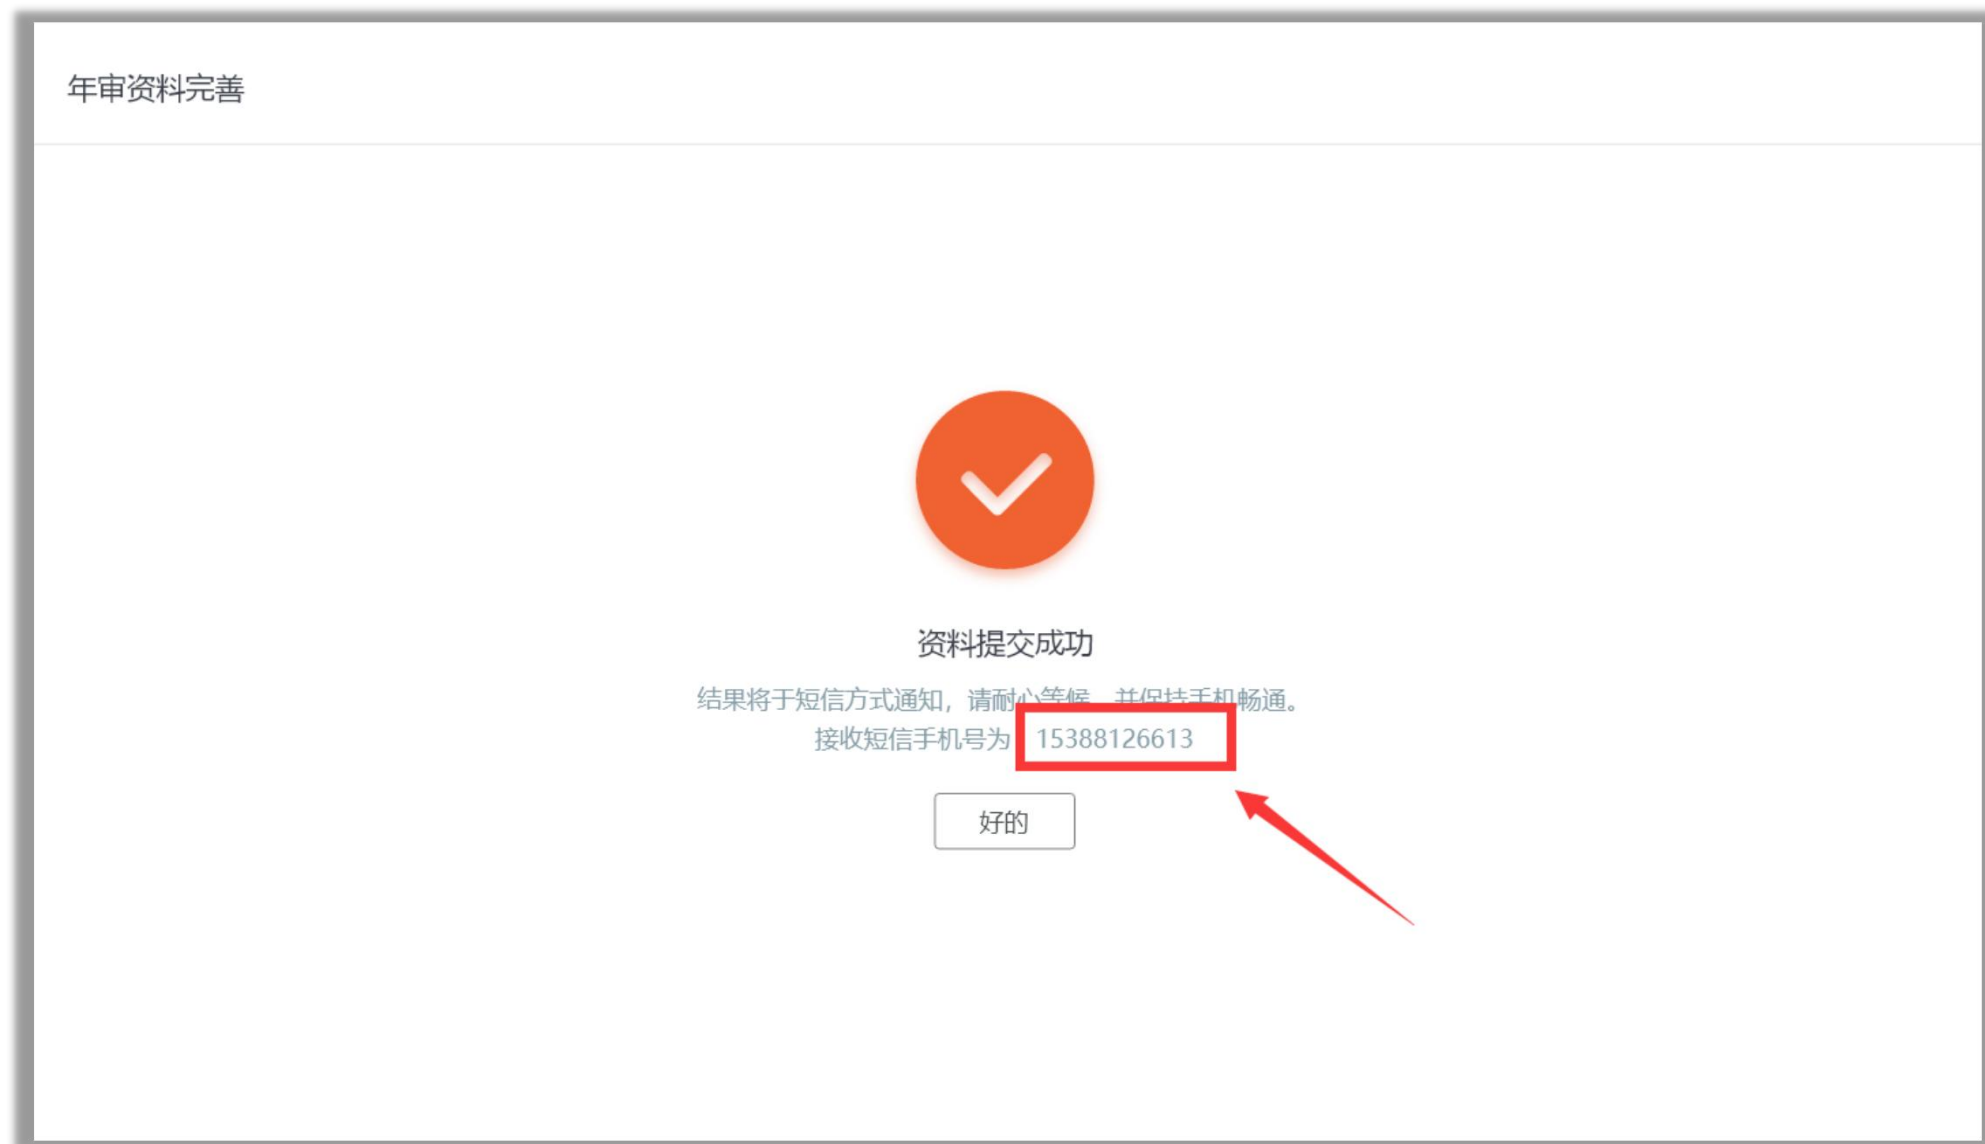 年审资料完善
资料提交成功
结果将于短信方式通知，请耐心等候，并保持手机畅通。
接收短信手机号为 15388126613
好的